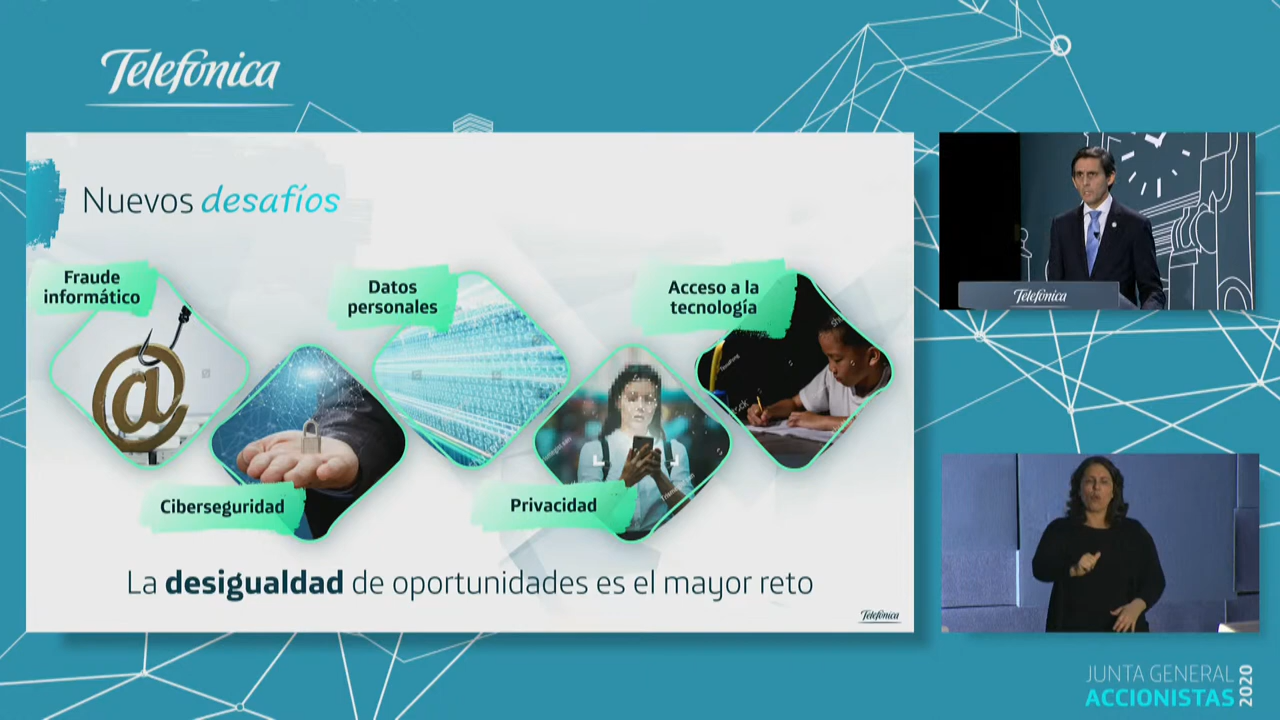 Telefónica
Nuevos desafíos
Fraude
informático
Datos
personales
Acceso a la
tecnología
Ciberseguridad
Privacidad
La desigualdad de oportunidades es el mayor reto
Telefónica
Telefónica
JUNTA GENERAL
ACCIONISTAS 2020